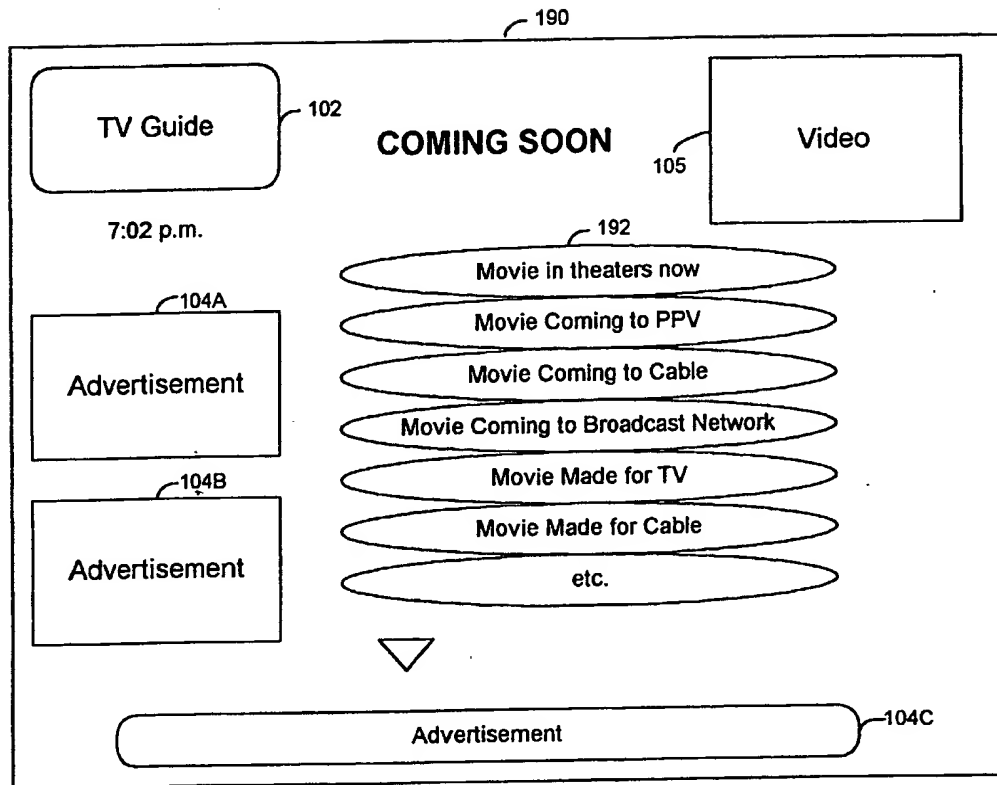 190
TV Guide
102
COMING SOON
105
Video
7:02 p.m.
192
Movie in theaters now
Movie Coming to PPV
Movie Coming to Cable
Movie Coming to Broadcast Network
Movie Made for TV
Movie Made for Cable
etc.
104A
Advertisement
104B
Advertisement
Advertisement
104C